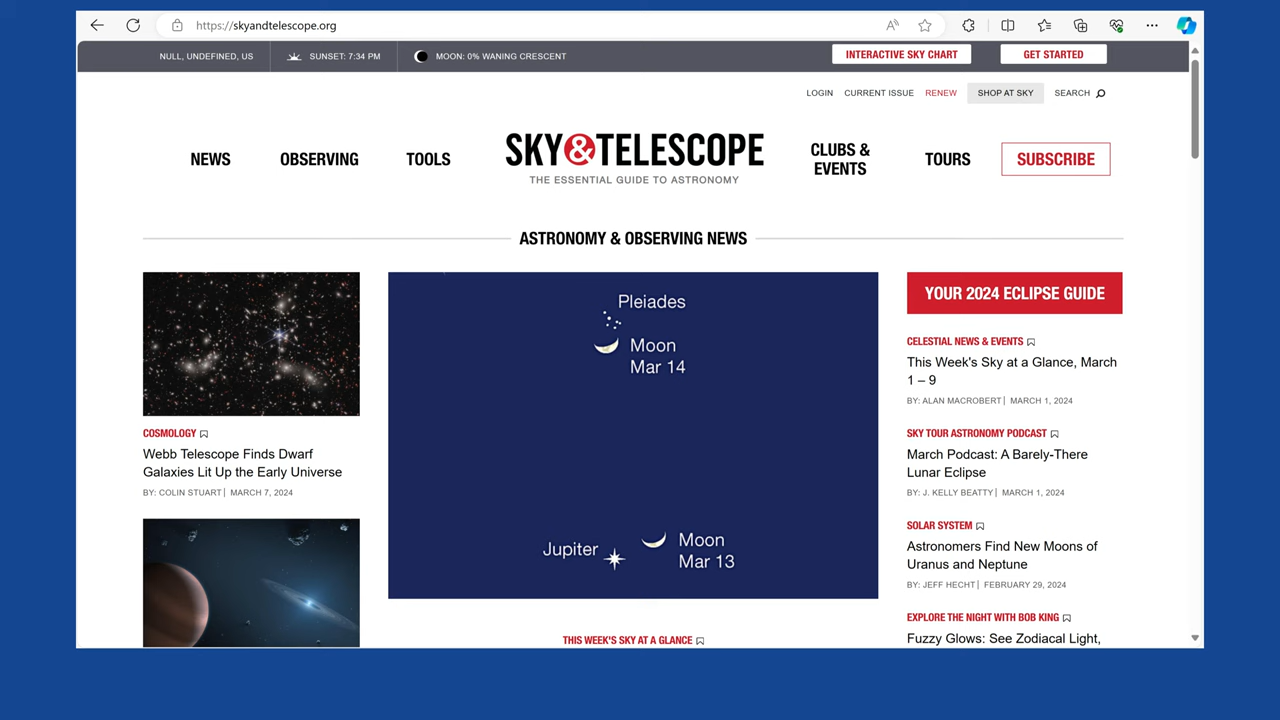 https://skyandtelescope.org
NULL, UNDEFINED, US
SUNSET: 7:34 PM
MOON: 0% WANING CRESCENT
INTERACTIVE SKY CHART
GET STARTED
LOGIN
CURRENT ISSUE
RENEW
SHOP AT SKY
SEARCH
NEWS
OBSERVING
TOOLS
SKY&TELESCOPE
THE ESSENTIAL GUIDE TO ASTRONOMY
CLUBS &
EVENTS
TOURS
SUBSCRIBE
ASTRONOMY & OBSERVING NEWS
COSMOLOGY
Webb Telescope Finds Dwarf
Galaxies Lit Up the Early Universe
BY: COLIN STUART | MARCH 7, 2024
Pleiades
Moon
Mar 14
Jupiter
Moon
Mar 13
THIS WEEK'S SKY AT A GLANCE
YOUR 2024 ECLIPSE GUIDE
CELESTIAL NEWS & EVENTS
This Week's Sky at a Glance, March
1 – 9
BY: ALAN MACROBERT | MARCH 1, 2024
SKY TOUR ASTRONOMY PODCAST
March Podcast: A Barely-There
Lunar Eclipse
BY: J. KELLY BEATTY | MARCH 1, 2024
SOLAR SYSTEM
Astronomers Find New Moons of
Uranus and Neptune
BY: JEFF HECHT | FEBRUARY 29, 2024
EXPLORE THE NIGHT WITH BOB KING
Fuzzy Glows: See Zodiacal Light,